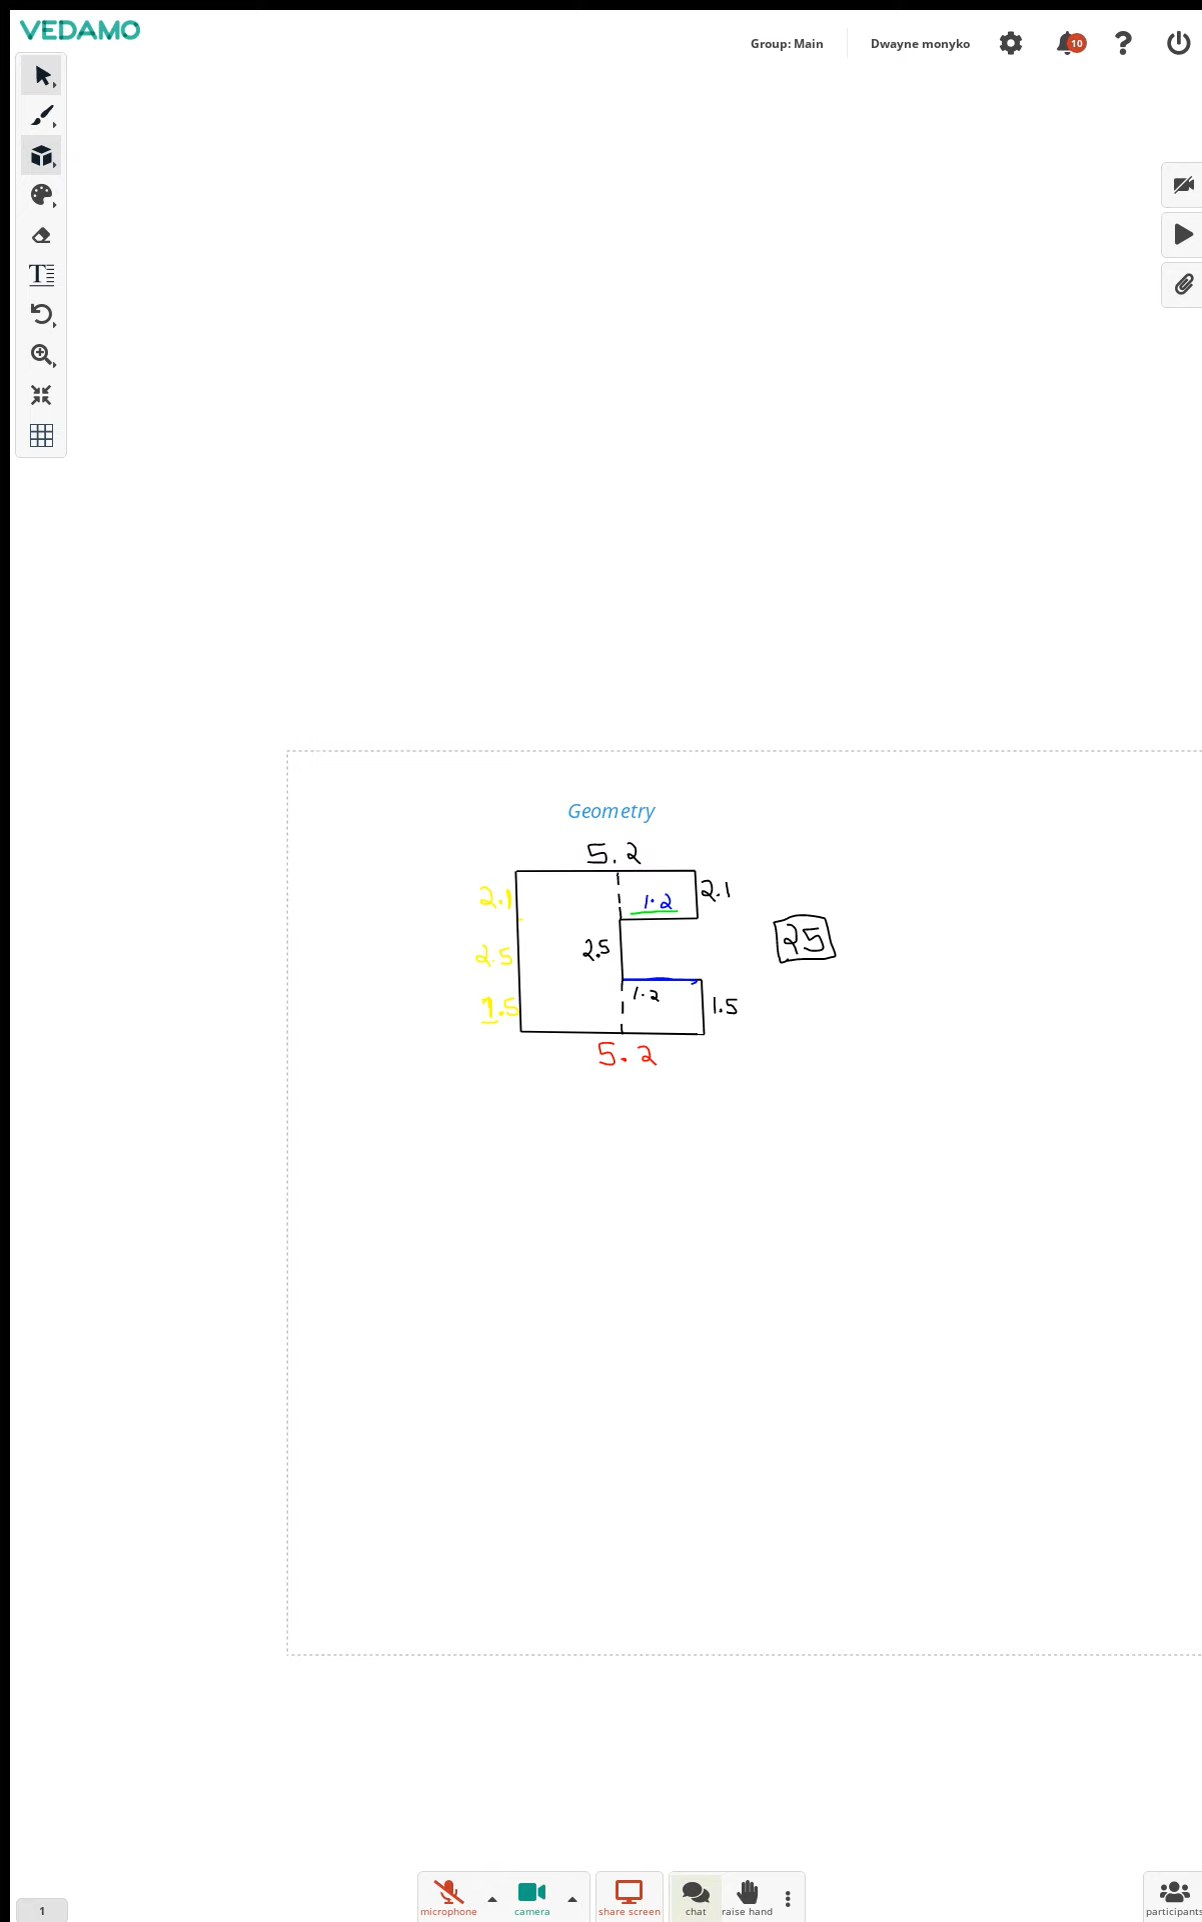 VEDAMO
Group: Main
Dwayne monyko
10
?
T
Geometry
5.2
2.1
1.2
2.1
2.5
2.5
25
1.5
1.2
1.5
5.2
1
microphone
camera
share screen
chat
raise hand
participants